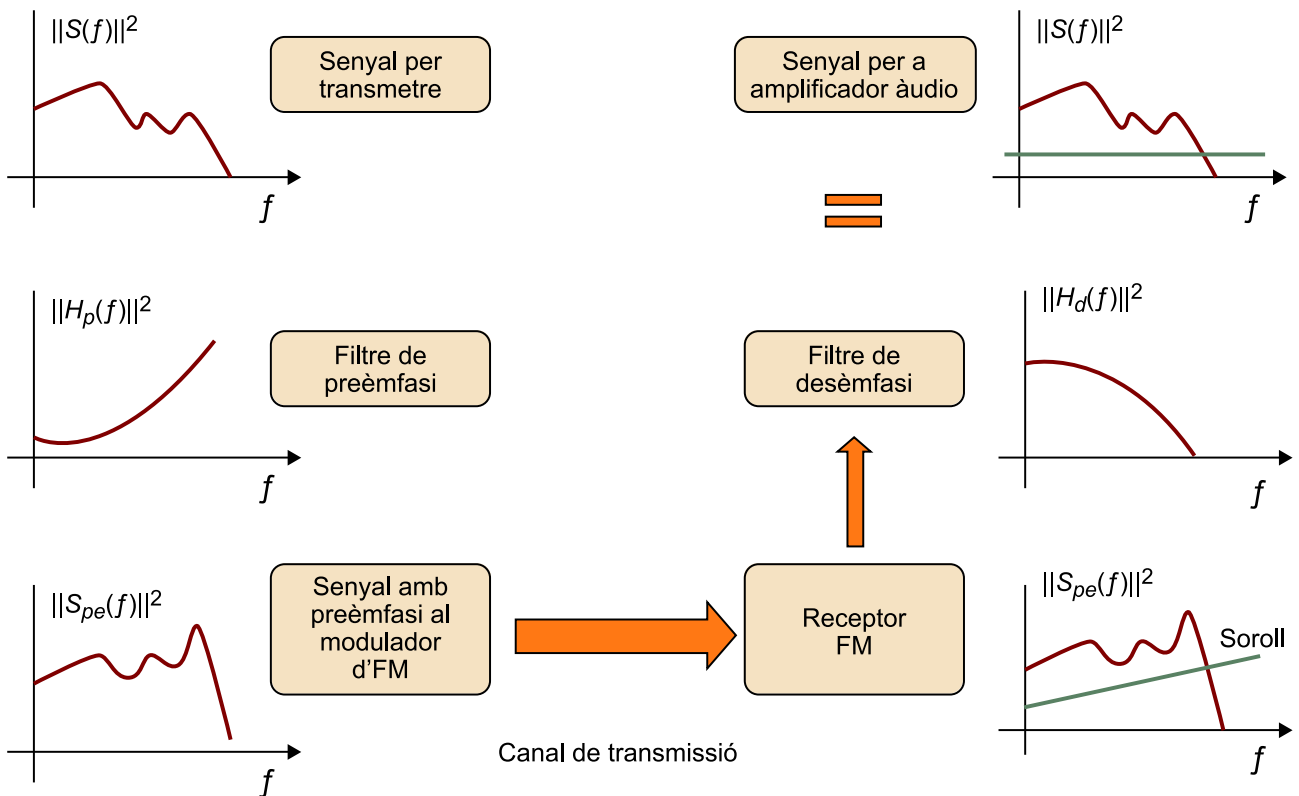 ||S(f)||²
Senyal per
transmetre
f
||Hp(f)||²
Filtre de
preèmfasi
f
||Spe(f)||²
Senyal amb
preèmfasi al
modulador
d'FM
f
Canal de transmissió
Senyal per a
amplificador àudio
||S(f)||²
f
Filtre de
desèmfasi
||Hd(f)||²
f
Receptor
FM
||Spe(f)||²
Soroll
f